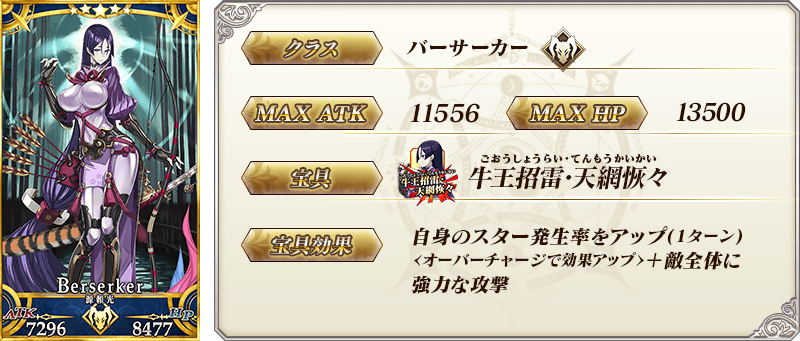 Berserker
源頼光
ATK
HP
7296
8477
クラス
バーサーカー
MAX ATK
11556
MAX HP
13500
宝具
牛王招雷・天網恢々
ごおうしょうらい・てんもうかいかい
牛王招雷・天網恢々
宝具効果
自身のスター発生率をアップ(1ターン)
<オーバーチャージで効果アップ>+敵全体に
強力な攻撃